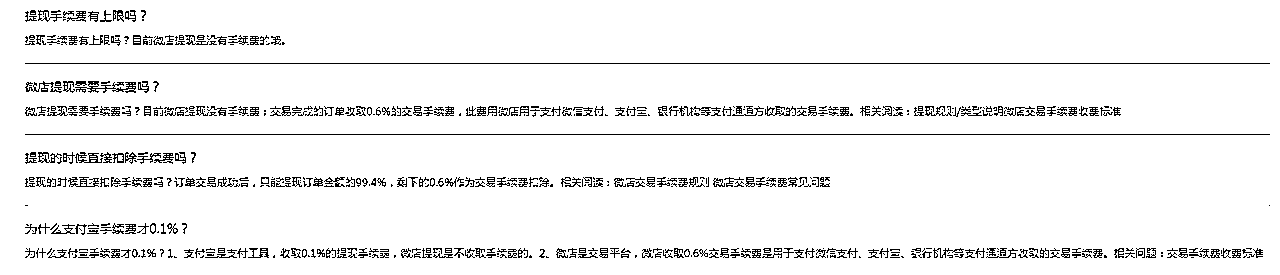 提现手续费有上限吗？
提现手续费有上限吗？目前微店提现是没有手续费的哦。
微店提现需要手续费吗？
微店提现需要手续费吗？目前微店提现没有手续费；交易完成的订单收取0.6%的交易手续费，此费用微店用于支付微信支付、支付宝、银行机构等支付通道方收取的交易手续费。相关阅读：提现规则/类型说明微店交易手续费收费标准
提现的时候直接扣除手续费吗？
提现的时候直接扣除手续费吗？订单交易成功后，只能提现订单金额的99.4%，剩下的0.6%作为交易手续费扣除。相关阅读：微店交易手续费规则 微店交易手续费常见问题
为什么支付宝手续费才0.1%？
为什么支付宝手续费才0.1%？1、支付宝是支付工具，收取0.1%的提现手续费，微店提现是不收取手续费的。2、微店是交易平台，微店收取0.6%交易手续费是用于支付微信支付、支付宝、银行机构等支付通道方收取的交易手续费。相关问题：交易手续费收费标准